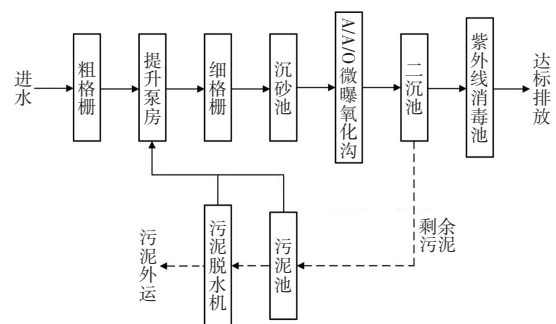 进水
粗格栅
提升泵房
细格栅
沉砂池
A/A/O微曝氧化沟
二沉池
紫外线消毒池
达标排放
剩余
污泥
污泥外运
污泥脱水机
污泥池